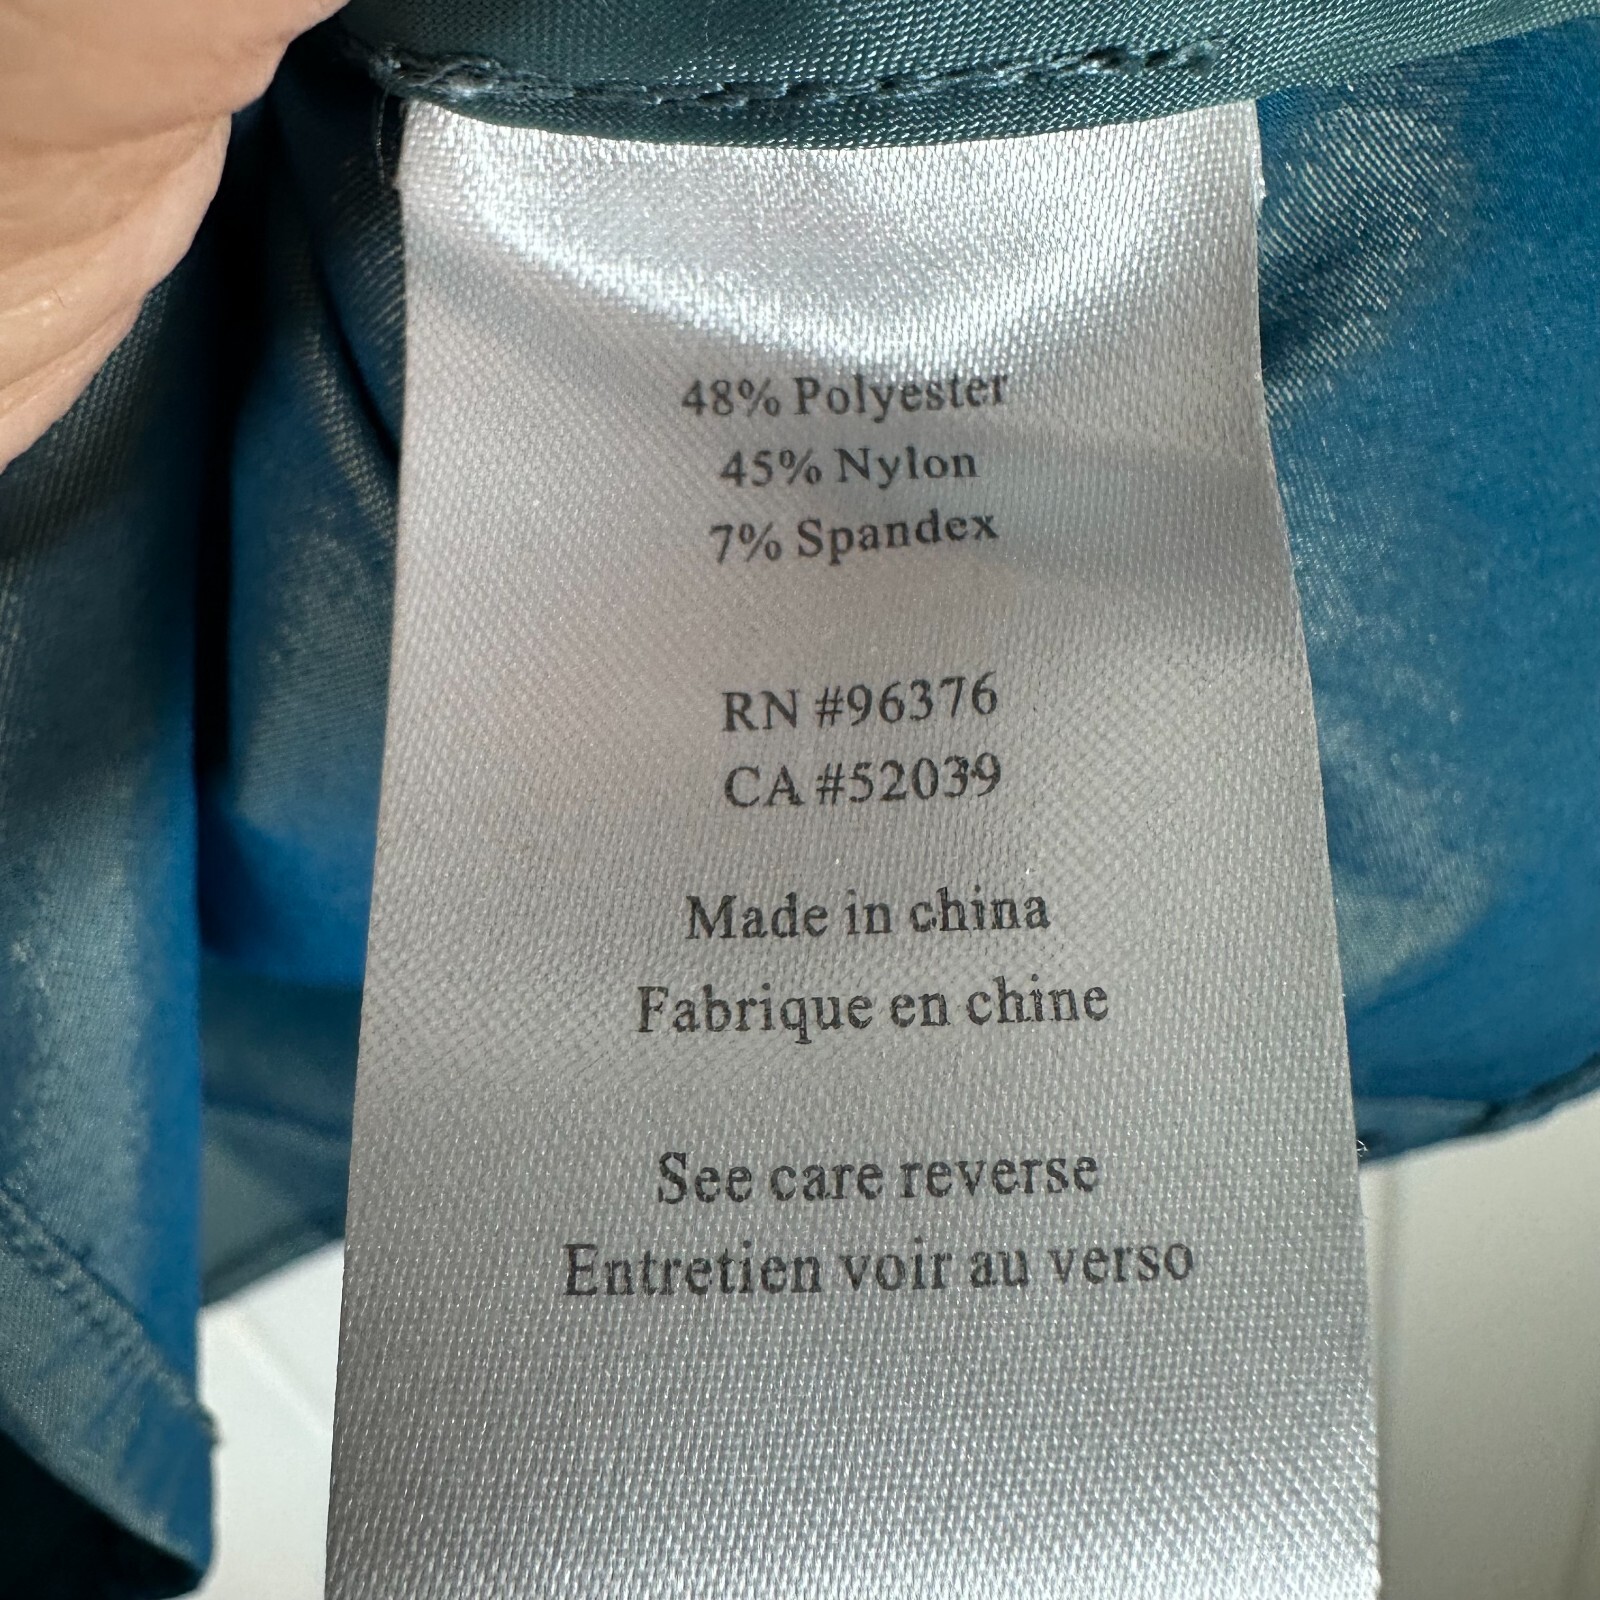 48% Polyester
45% Nylon
7% Spandex
RN #96376
CA #52039
Made in china
Fabrique en chine
See care reverse
Entretien voir au verso